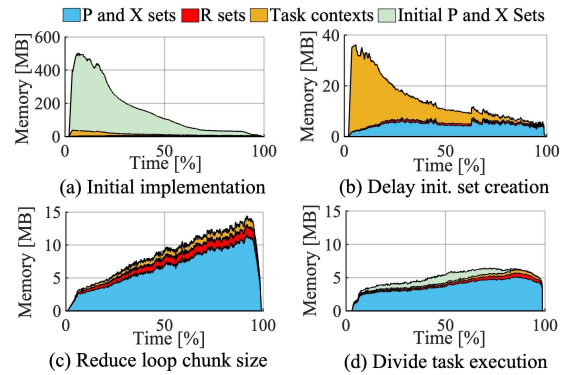 P and X sets R sets Task contexts Initial P and X Sets
Memory [MB]
600
400
200
0
0 50 100
Time [%]
(a) Initial implementation
Memory [MB]
40
20
0
0 50 100
Time [%]
(b) Delay init. set creation
Memory [MB]
15
10
5
0
0 50 100
Time [%]
(c) Reduce loop chunk size
Memory [MB]
15
10
5
0
0 50 100
Time [%]
(d) Divide task execution